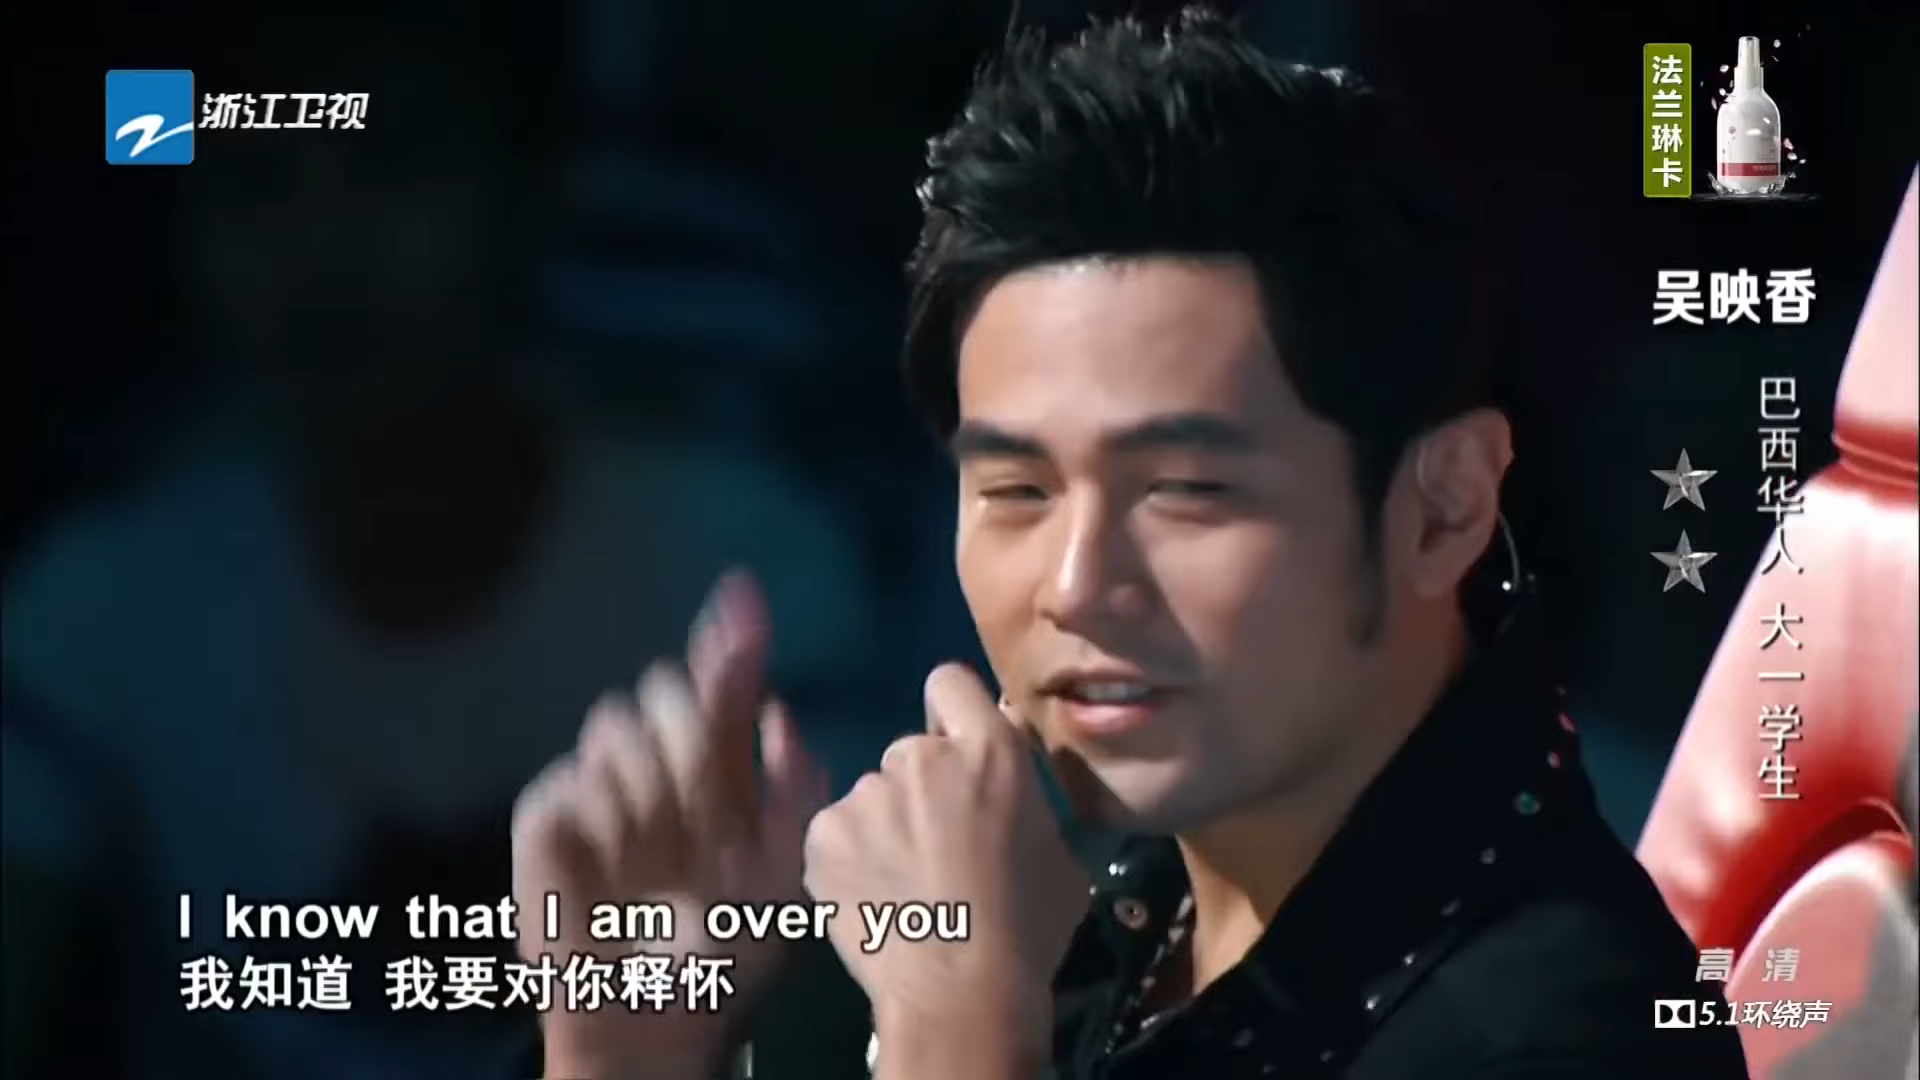 浙江卫视
法兰琳卡
吴映香
巴西华人 大一学生
I know that I am over you
我知道 我要对你释怀
高 清
5.1环绕声